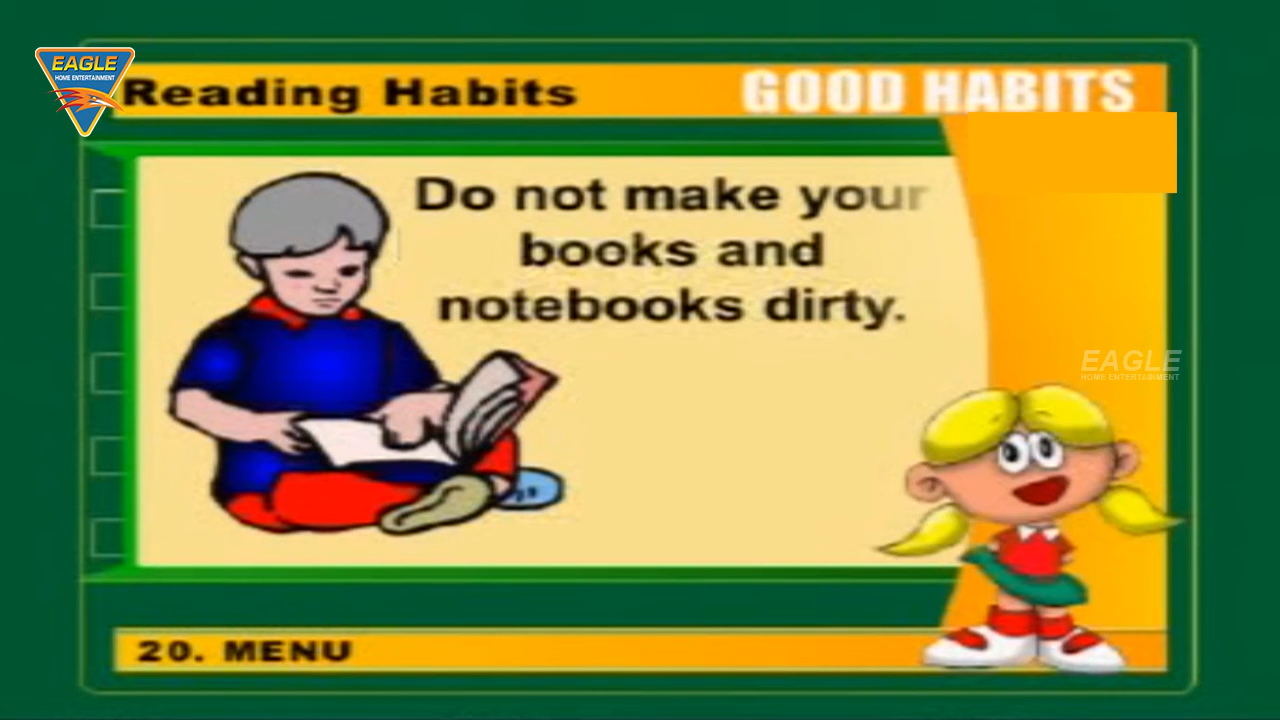 EAGLE
HOME ENTERTAINMENT
Reading Habits
GOOD HABITS
Do not make your
books and
notebooks dirty.
EAGLE
HOME ENTERTAINMENT
20. MENU